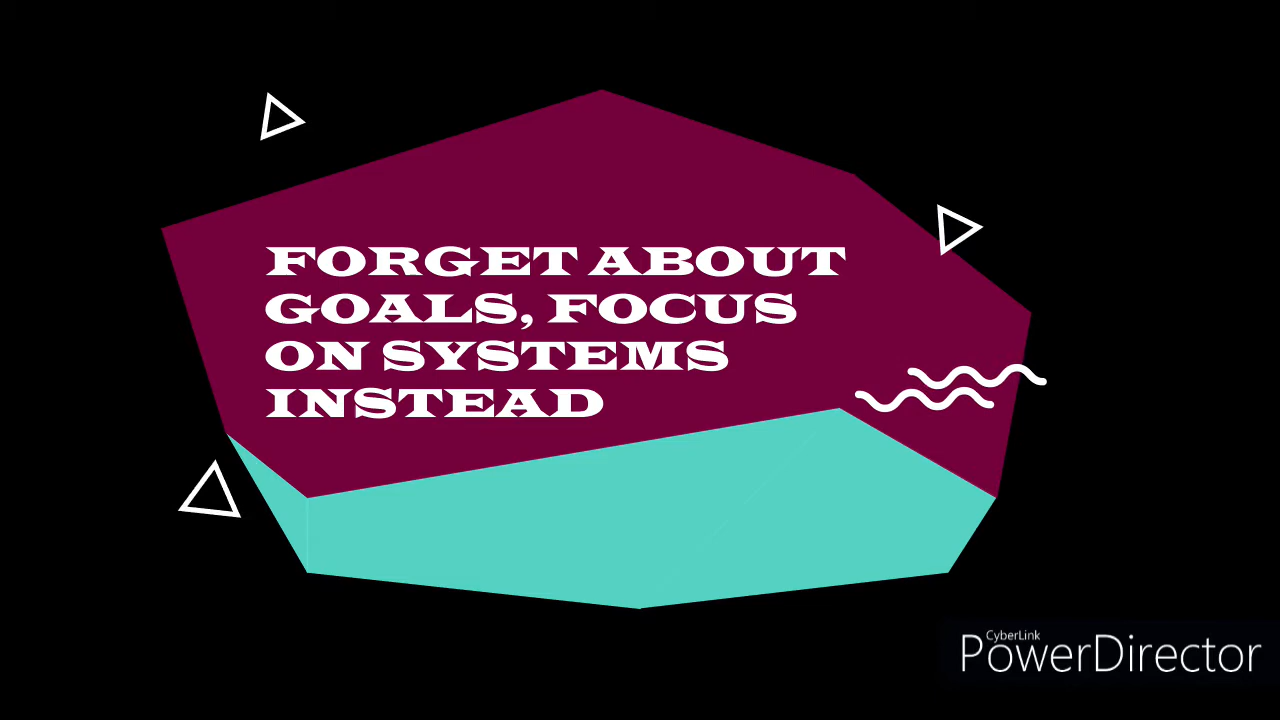 FORGET ABOUT
GOALS, FOCUS
ON SYSTEMS
INSTEAD
CyberLink
PowerDirector